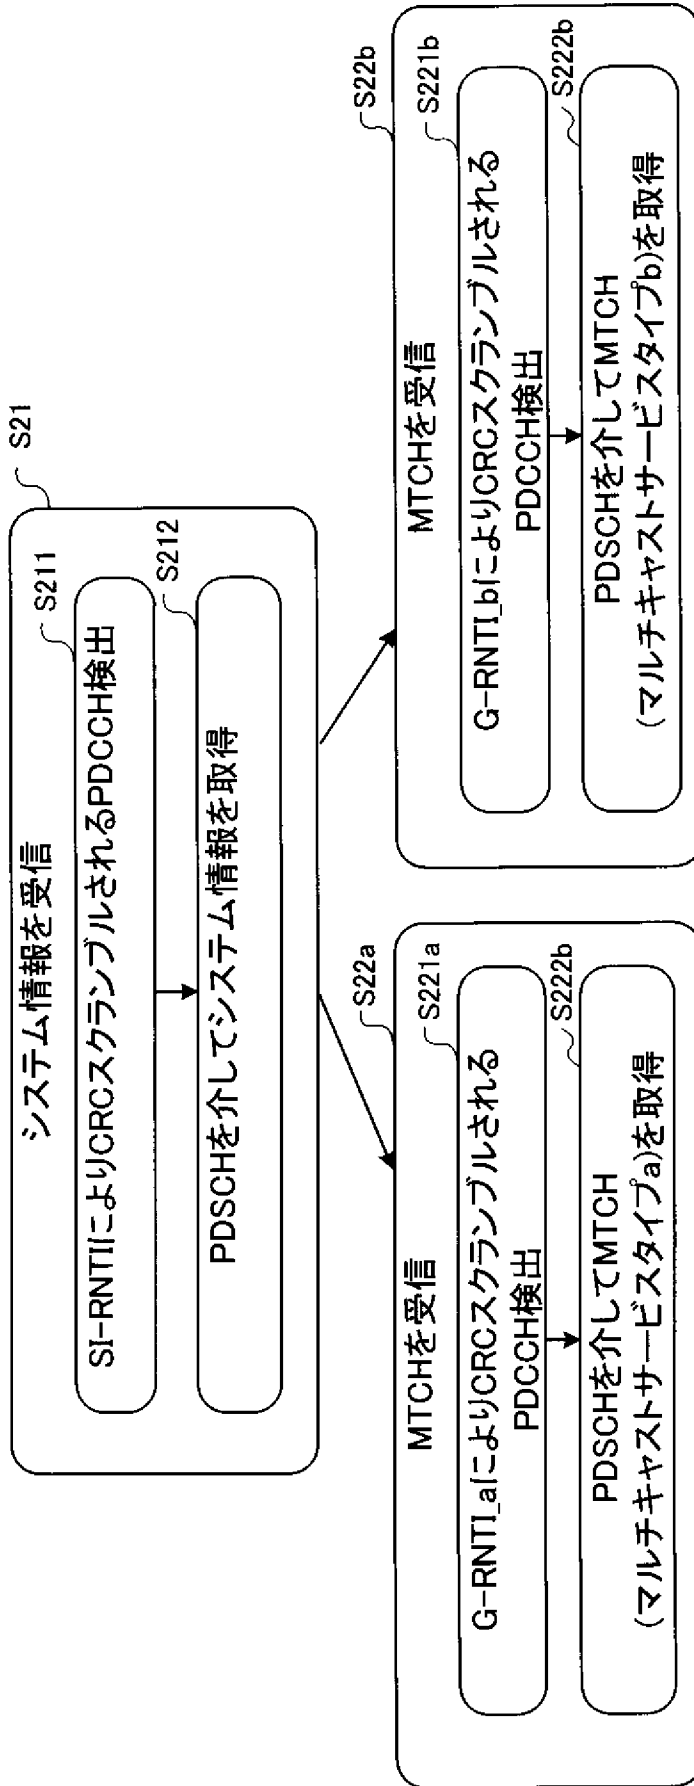 システム情報を受信
S21
SI-RNTIによりCRCスクランブルされるPDCCH検出
S211
PDSCHを介してシステム情報を取得
S212
MTCHを受信
S22a
G-RNTI_aによりCRCスクランブルされる
PDCCH検出
S221a
PDSCHを介してMTCH
(マルチキャストサービスタイプa)を取得
S222b
MTCHを受信
S22b
G-RNTI_bによりCRCスクランブルされる
PDCCH検出
S221b
PDSCHを介してMTCH
(マルチキャストサービスタイプb)を取得
S222b